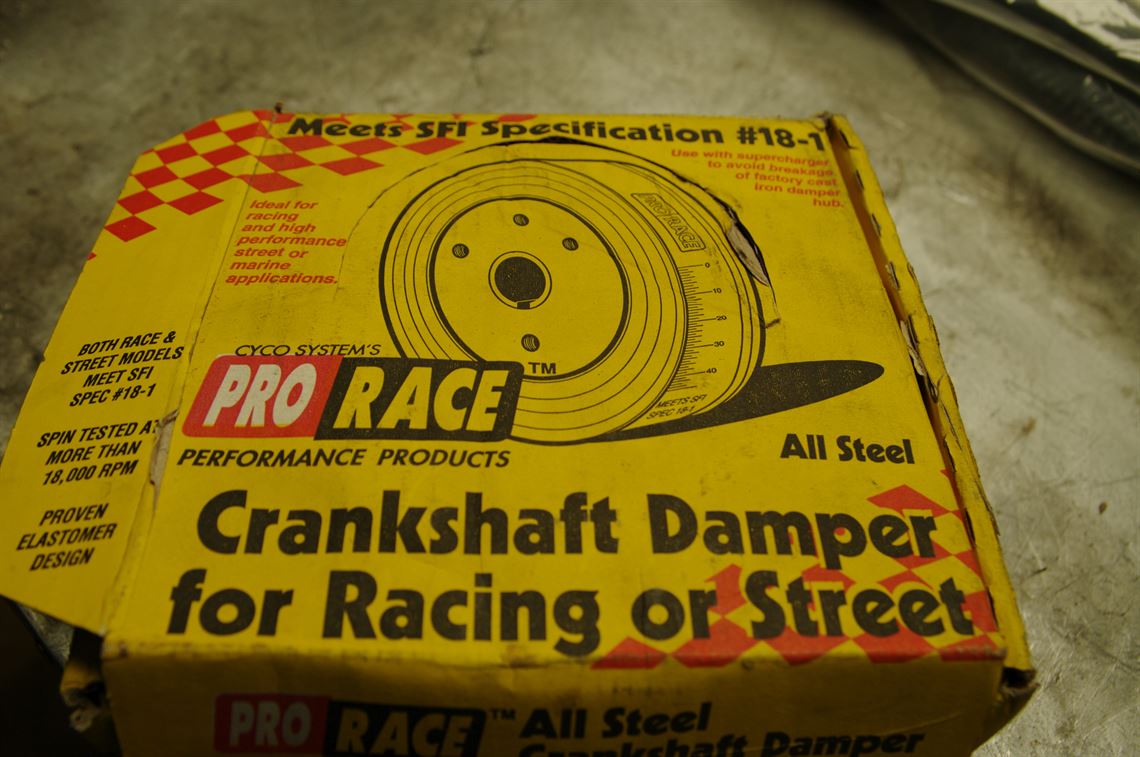 Meets SFI Specification #18-1
Use with supercharger
to avoid breakage
of factory cast
iron damper
hub.
Ideal for
racing
and high
performance
street or
marine
applications.
PRO RACE
0
10
20
30
40
MEETS SFI
SPEC 18-1
CYCO SYSTEM'S
PRO RACE TM
PERFORMANCE PRODUCTS
All Steel
Crankshaft Damper
for Racing or Street
BOTH RACE &
STREET MODELS
MEET SFI
SPEC #18-1
SPIN TESTED AT
MORE THAN
18,000 RPM
PROVEN
ELASTOMER
DESIGN
PRO RACE TM All Steel
Crankshaft Damper